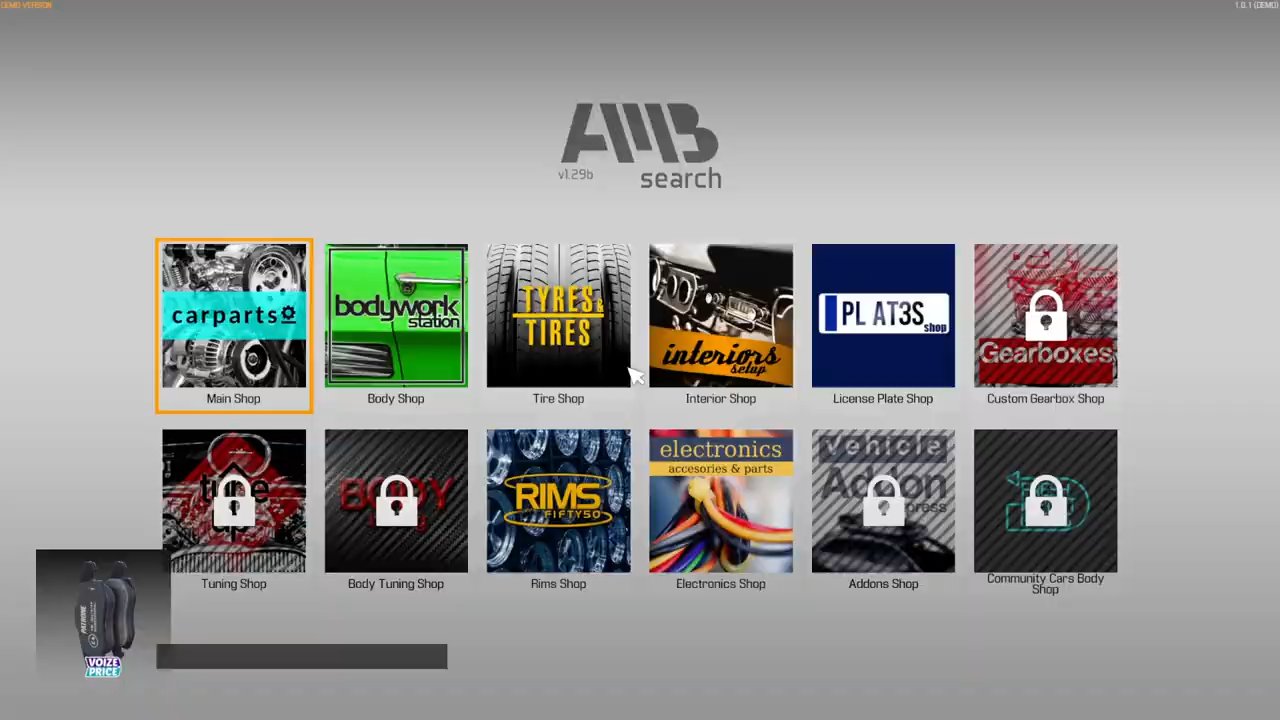 DEMO VERSION
1.0.1 (DEMO)
AMB
v1.29b
search
carparts
bodywork
station
TYRES&
TIRES
interiors
setup
PL AT3S
shop
Gearboxes
Main Shop
Body Shop
Tire Shop
Interior Shop
License Plate Shop
Custom Gearbox Shop
BODY
RIMS
FIFTY50
electronics
accesories & parts
vehicle
Addon
Tuning Shop
Body Tuning Shop
Rims Shop
Electronics Shop
Addons Shop
Community Cars Body
Shop
VOIZE
PRICE